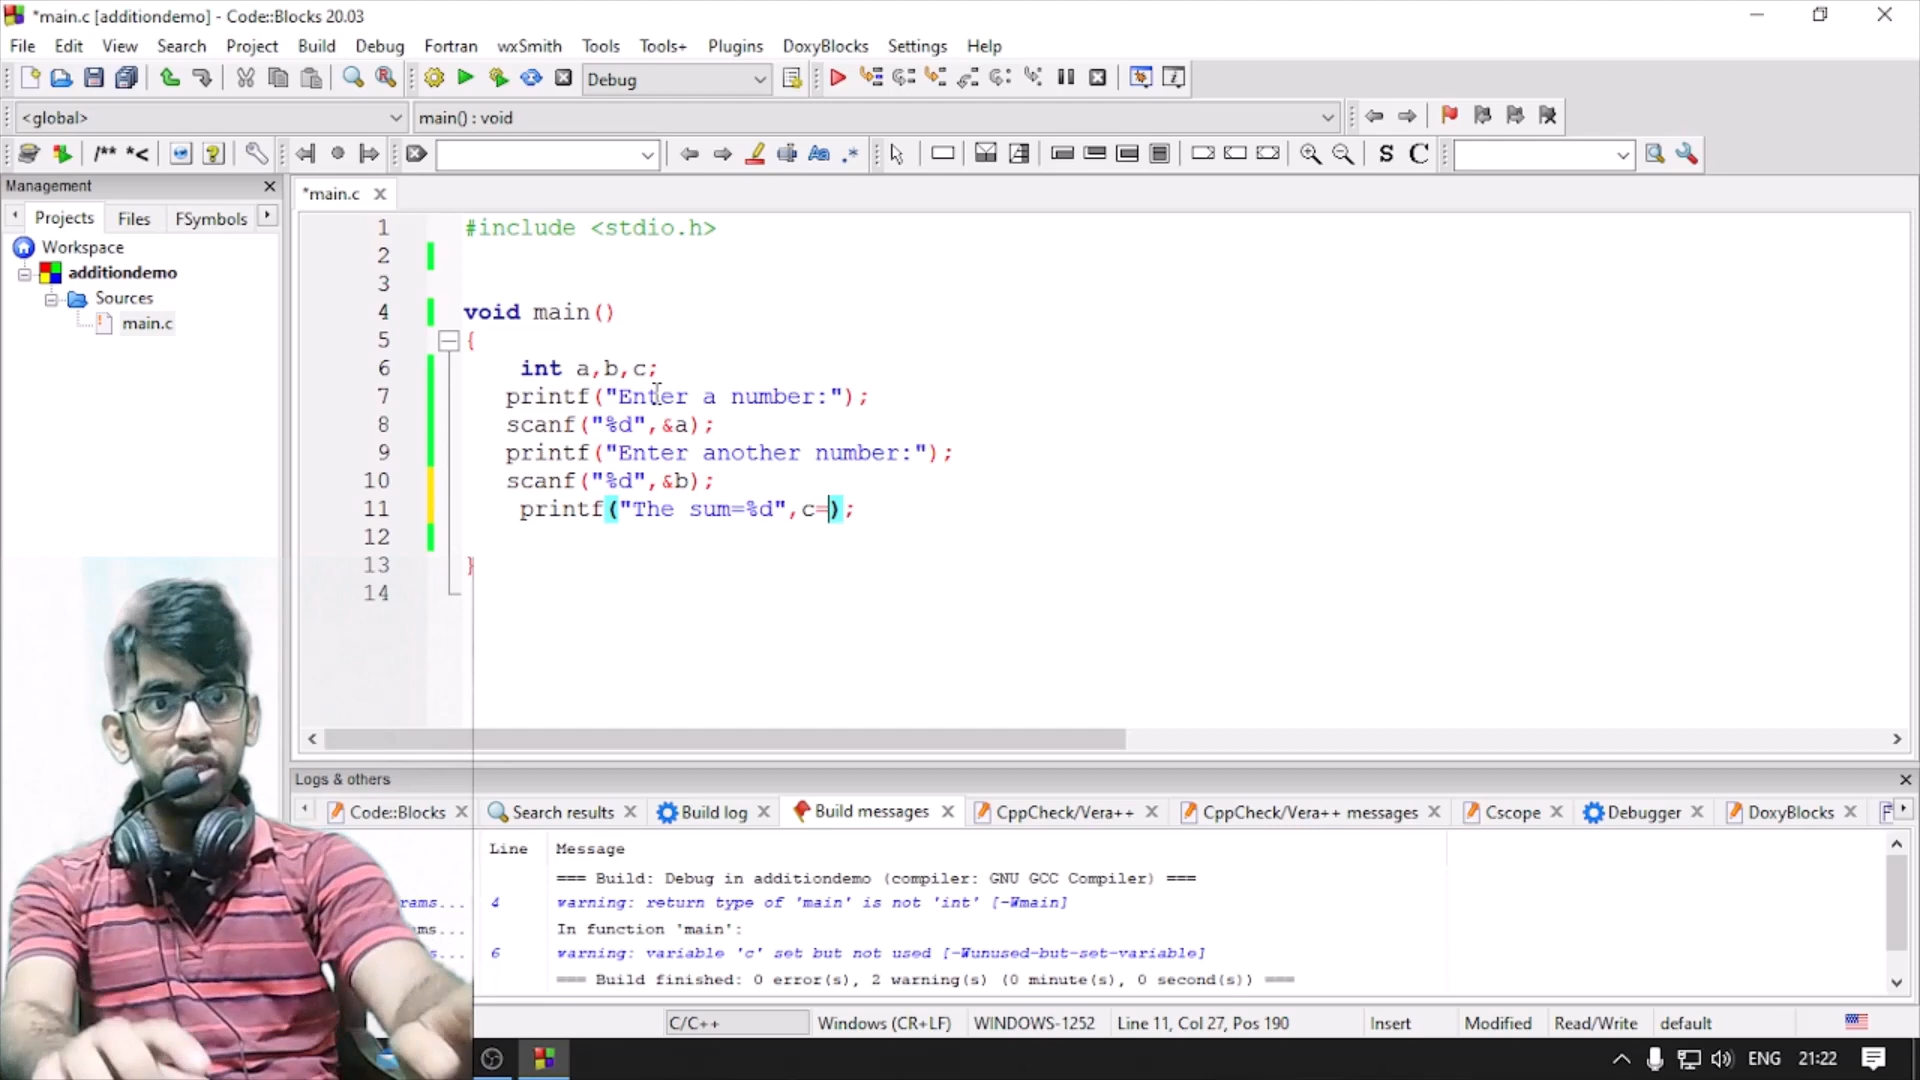 *main.c [additiondemo] - Code::Blocks 20.03
File Edit View Search Project Build Debug Fortran wxSmith Tools Tools+ Plugins DoxyBlocks Settings Help
Debug
<global> main() : void
/** *< Aa .* S C
Management
*main.c
Projects Files FSymbols
Workspace
additiondemo
Sources
main.c
1 #include <stdio.h>
2
3
4 void main()
5 {
6 int a,b,c;
7 printf("Enter a number:");
8 scanf("%d",&a);
9 printf("Enter another number:");
10 scanf("%d",&b);
11 printf("The sum=%d",c=);
12
13 }
14
Logs & others
Code::Blocks Search results Build log Build messages CppCheck/Vera++ CppCheck/Vera++ messages Cscope Debugger DoxyBlocks F
Line Message
=== Build: Debug in additiondemo (compiler: GNU GCC Compiler) ===
rams... 4 warning: return type of 'main' is not 'int' [-Wmain]
ms... In function 'main':
6 warning: variable 'c' set but not used [-Wunused-but-set-variable]
=== Build finished: 0 error(s), 2 warning(s) (0 minute(s), 0 second(s)) ===
C/C++ Windows (CR+LF) WINDOWS-1252 Line 11, Col 27, Pos 190 Insert Modified Read/Write default
ENG 21:22